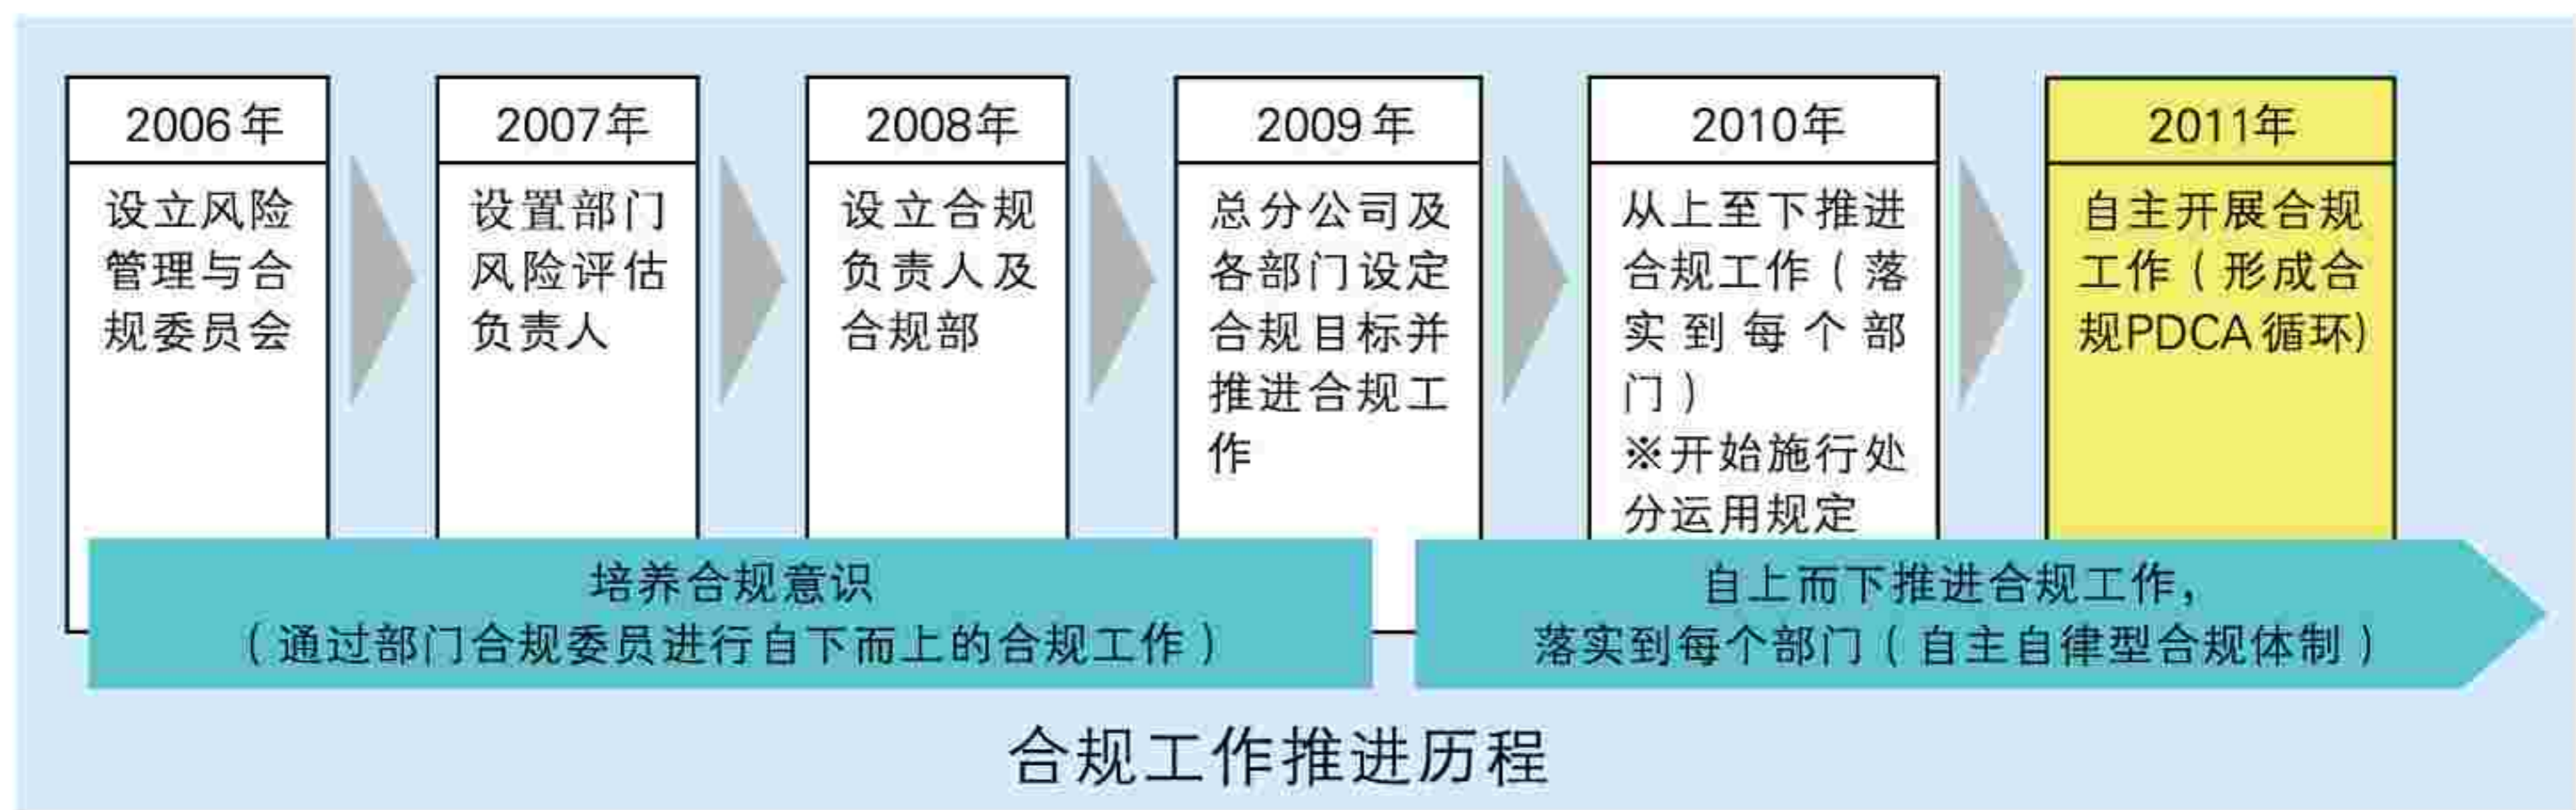 2006年
设立风险
管理与合
规委员会
2007年
设置部门
风险评估
负责人
2008年
设立合规
负责人及
合规部
2009年
总分公司及
各部门设定
合规目标并
推进合规工
作
2010年
从上至下推进
合规工作（落
实到每个部
门）
※开始施行处
分运用规定
2011年
自主开展合规
工作（形成合
规PDCA循环)
培养合规意识
（通过部门合规委员进行自下而上的合规工作）
自上而下推进合规工作，
落实到每个部门（自主自律型合规体制）
合规工作推进历程